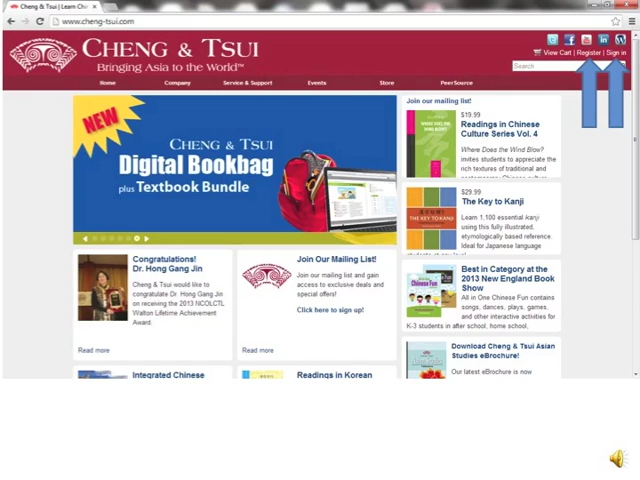 Cheng & Tsui | Learn Chi
www.cheng-tsui.com
CHENG & TSUI
Bringing Asia to the World™
View Cart | Register | Sign in
Search
Home Company Service & Support Events Store PeerSource
NEW
CHENG & TSUI
Digital Bookbag
plus Textbook Bundle
Join our mailing list!
$19.99
Readings in Chinese
Culture Series Vol. 4
Where Does the Wind Blow?
invites students to appreciate the
rich textures of traditional and
contemporary Chinese culture
$29.99
The Key to Kanji
Learn 1,100 essential kanji
using this fully illustrated,
etymologically based reference.
Ideal for Japanese language
students at any level
Best in Category at the
2013 New England Book
Show
All in One Chinese Fun contains
songs, dances, plays, games,
and other interactive activities for
K-3 students in after school, home school,
Download Cheng & Tsui Asian
Studies eBrochure!
Our latest eBrochure is now
Congratulations!
Dr. Hong Gang Jin
Cheng & Tsui would like to
congratulate Dr. Hong Gang Jin
on receiving the 2013 NCOLCTL
Walton Lifetime Achievement
Award.
Read more
Join Our Mailing List!
Join our mailing list and gain
access to exclusive deals and
special offers!
Click here to sign up!
Read more
Integrated Chinese
Readings in Korean